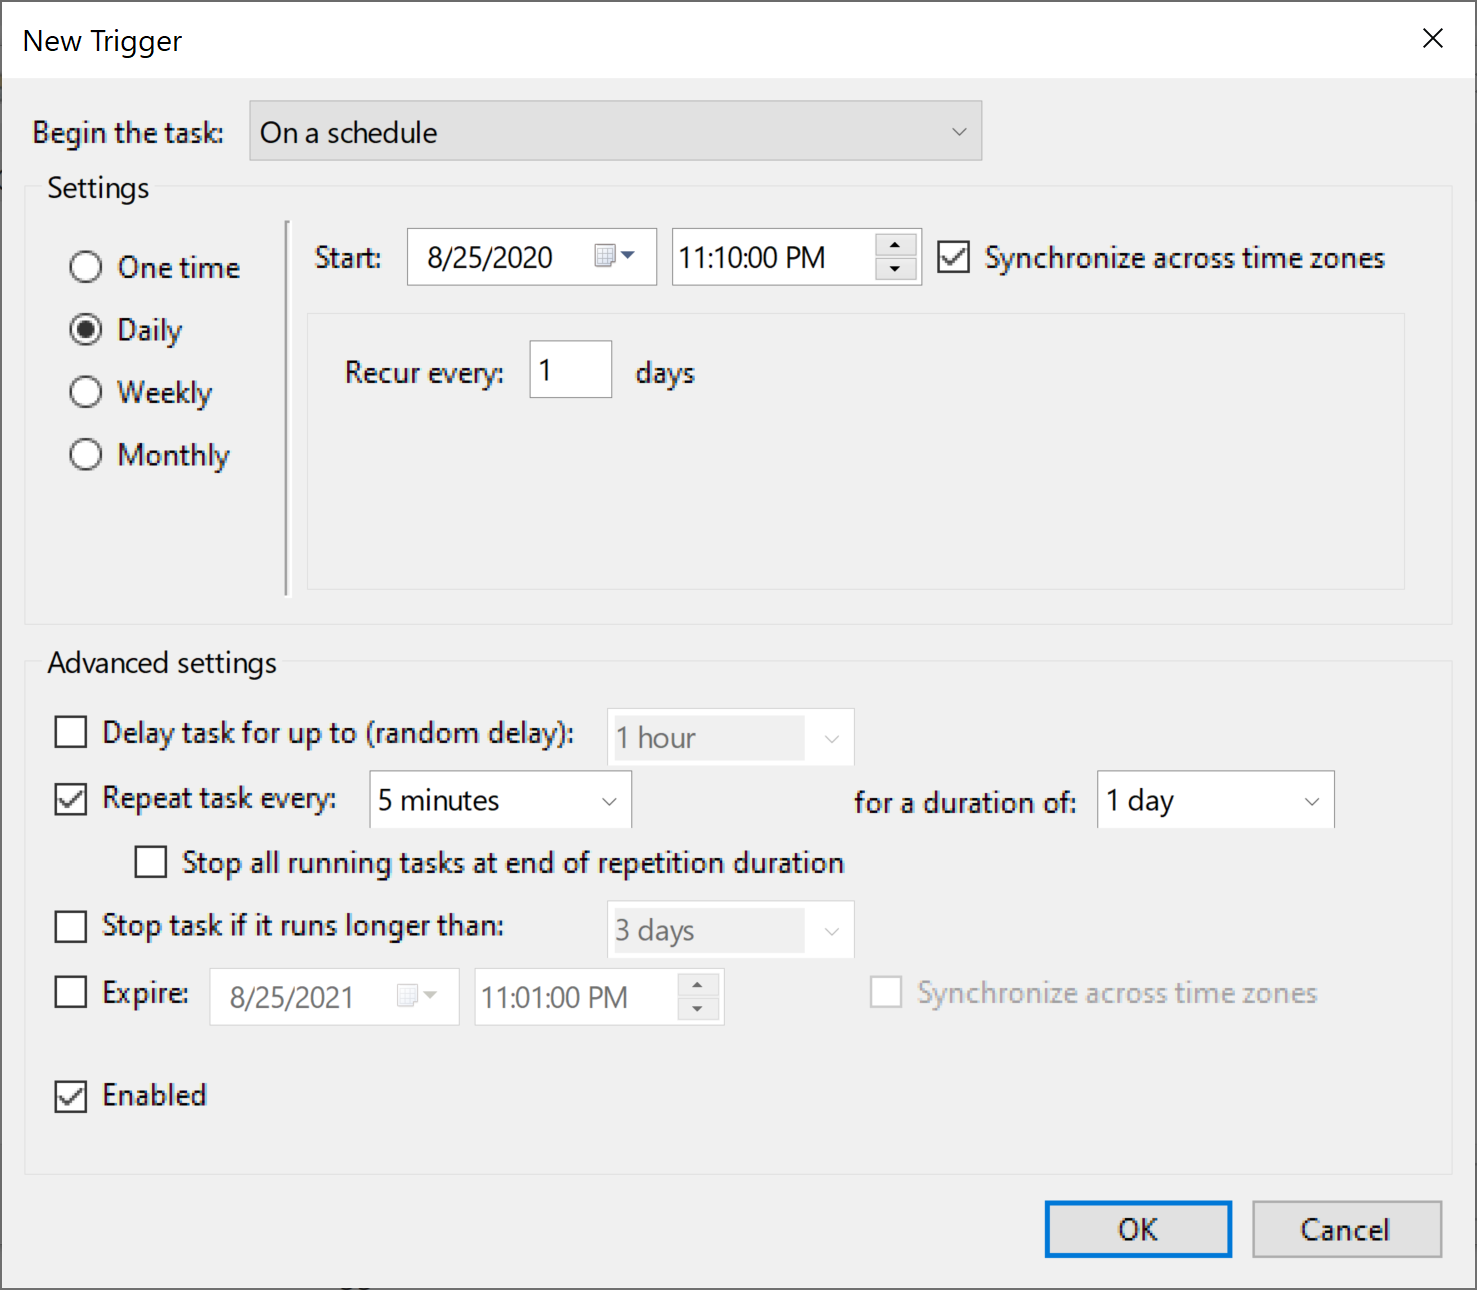 New Trigger
Begin the task: On a schedule
Settings
One time
Daily
Weekly
Monthly
Start: 8/25/2020 11:10:00 PM Synchronize across time zones
Recur every: 1 days
Advanced settings
Delay task for up to (random delay): 1 hour
Repeat task every: 5 minutes for a duration of: 1 day
Stop all running tasks at end of repetition duration
Stop task if it runs longer than: 3 days
Expire: 8/25/2021 11:01:00 PM Synchronize across time zones
Enabled
OK Cancel